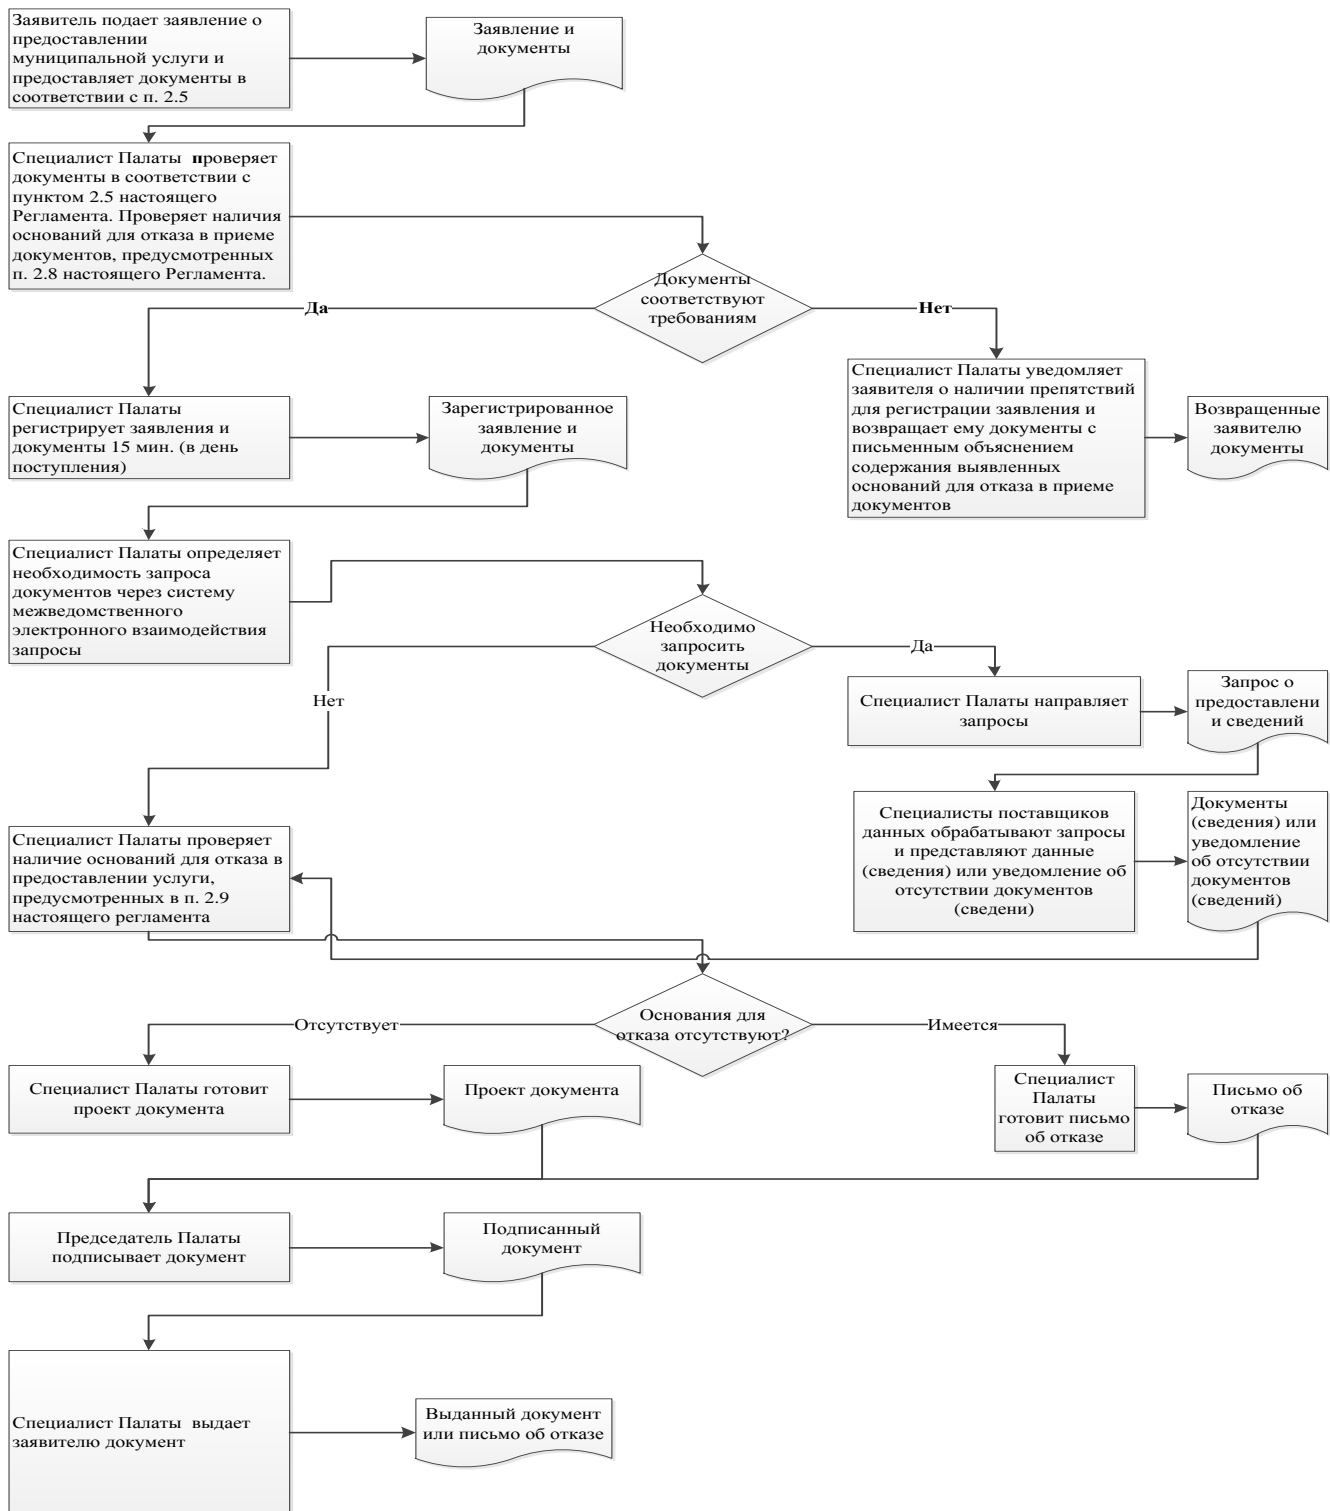 Заявитель подает заявление о
предоставлении
муниципальной услуги и
предоставляет документы в
соответствии с п. 2.5
Заявление и
документы
Специалист Палаты  проверяет
документы в соответствии с
пунктом 2.5 настоящего
Регламента. Проверяет наличия
оснований для отказа в приеме
документов, предусмотренных
п. 2.8 настоящего Регламента.
Документы
соответствуют
требованиям
Да
Нет
Специалист Палаты
регистрирует заявления и
документы 15 мин. (в день
поступления)
Зарегистрированное
заявление и
документы
Специалист Палаты уведомляет
заявителя о наличии препятствий
для регистрации заявления и
возвращает ему документы с
письменным объяснением
содержания выявленных
оснований для отказа в приеме
документов
Возвращенные
заявителю
документы
Специалист Палаты определяет
необходимость запроса
документов через систему
межведомственного
электронного взаимодействия
запросы
Необходимо
запросить
документы
Да
Нет
Специалист Палаты направляет
запросы
Запрос о
предоставлени
и сведений
Специалисты поставщиков
данных обрабатывают запросы
и представляют данные
(сведения) или уведомление об
отсутствии документов
(сведени)
Документы
(сведения) или
уведомление
об отсутствии
документов
(сведений)
Специалист Палаты проверяет
наличие оснований для отказа в
предоставлении услуги,
предусмотренных в п. 2.9
настоящего регламента
Основания для
отказа отсутствуют?
Отсутствует
Имеется
Специалист Палаты готовит
проект документа
Проект документа
Специалист
Палаты
готовит письмо
об отказе
Письмо об
отказе
Председатель Палаты
подписывает документ
Подписанный
документ
Специалист Палаты  выдает
заявителю документ
Выданный документ
или письмо об отказе